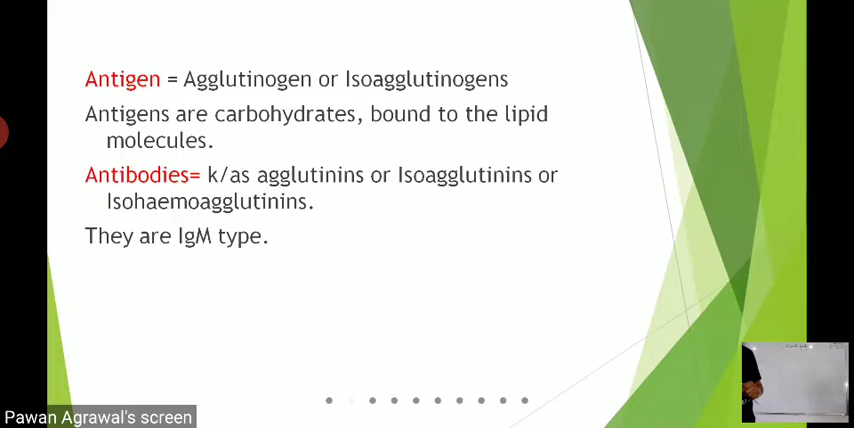 Antigen = Agglutinogen or Isoagglutinogens
Antigens are carbohydrates, bound to the lipid
molecules.
Antibodies= k/as agglutinins or Isoagglutinins or
Isohaemoagglutinins.
They are IgM type.
Pawan Agrawal's screen